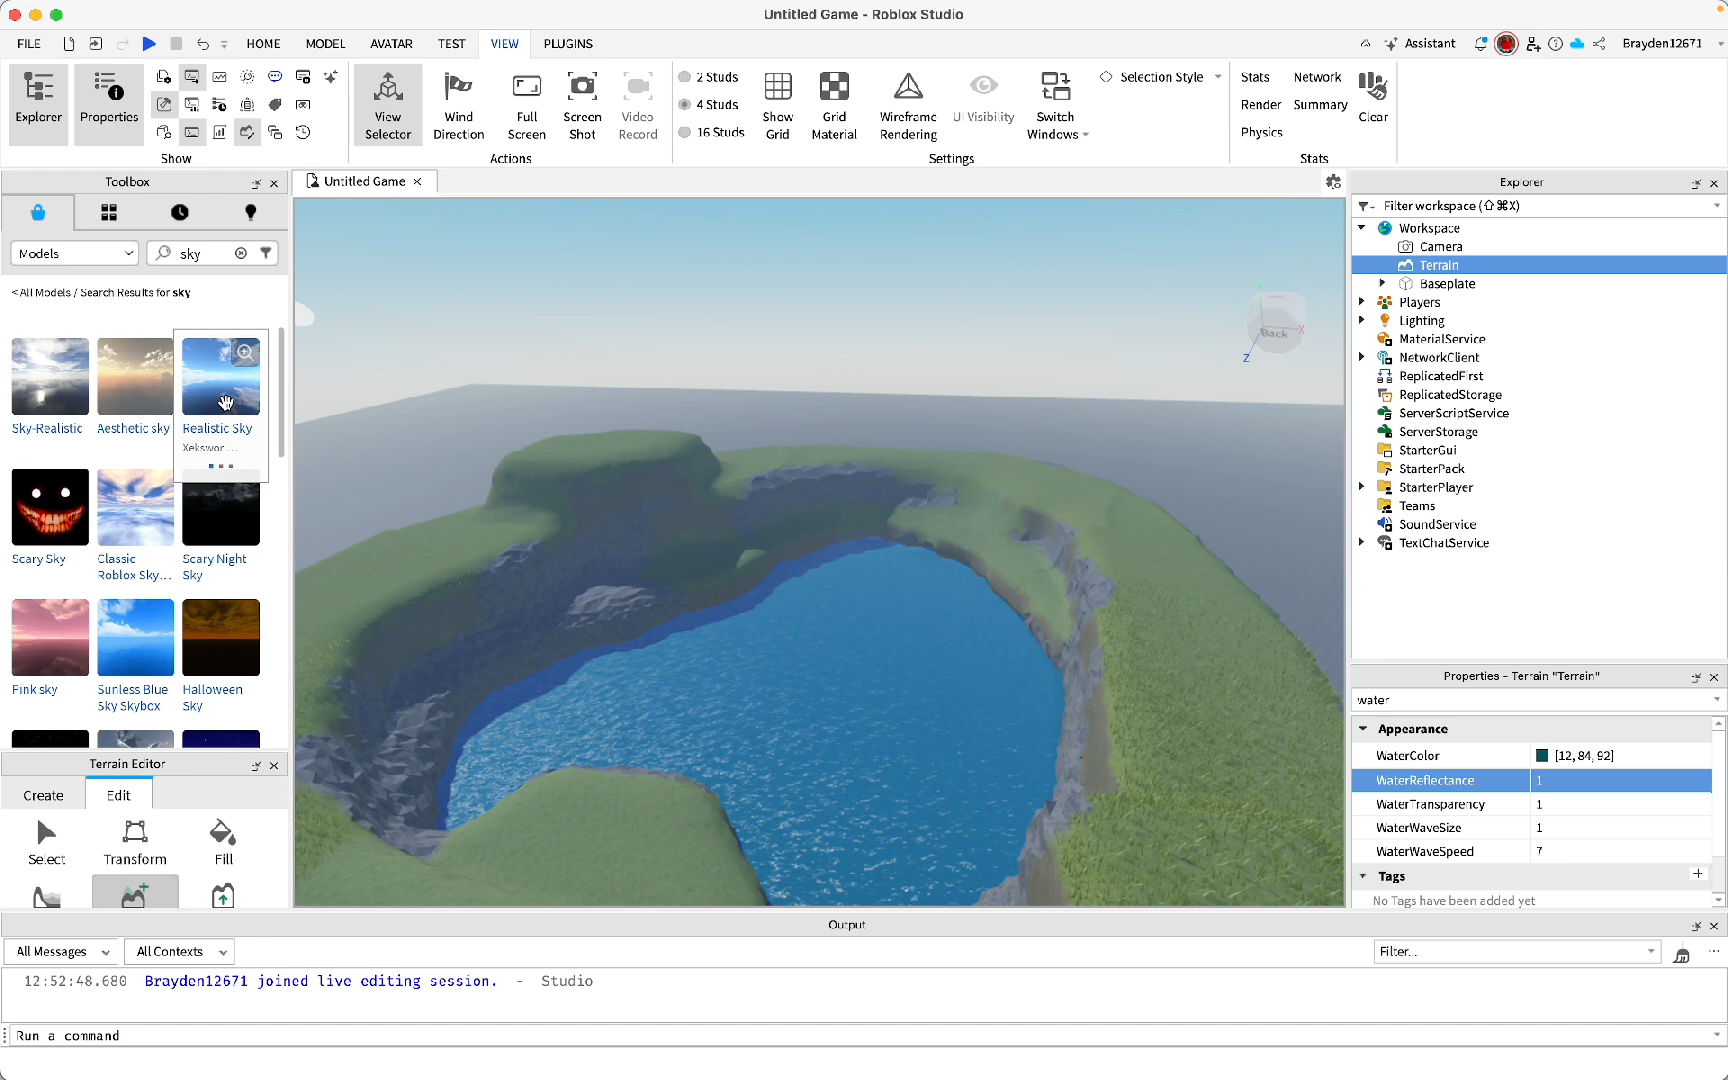 Untitled Game - Roblox Studio
FILE HOME MODEL AVATAR TEST VIEW PLUGINS Assistant Brayden12671
Explorer Properties
Show
View Selector
Wind Direction
Full Screen
Screen Shot
Video Record
Actions
2 Studs
4 Studs
16 Studs
Show Grid
Grid Material
Wireframe Rendering
UI Visibility
Switch Windows
Selection Style
Settings
Stats Network
Render Summary
Physics
Clear
Stats
Toolbox
Models sky
<All Models / Search Results for sky
Sky-Realistic Aesthetic sky Realistic Sky
Xekswor ...
Scary Sky Classic Roblox Sky... Scary Night Sky
Pink sky Sunless Blue Sky Skybox Halloween Sky
Terrain Editor
Create Edit
Select Transform Fill
Untitled Game
Back
X
Z
Explorer
Filter workspace (⇧⌘X)
Workspace
Camera
Terrain
Baseplate
Players
Lighting
MaterialService
NetworkClient
ReplicatedFirst
ReplicatedStorage
ServerScriptService
ServerStorage
StarterGui
StarterPack
StarterPlayer
Teams
SoundService
TextChatService
Properties - Terrain "Terrain"
water
Appearance
WaterColor [12, 84, 92]
WaterReflectance 1
WaterTransparency 1
WaterWaveSize 1
WaterWaveSpeed 7
Tags
No Tags have been added yet
Output
All Messages All Contexts Filter...
12:52:48.680 Brayden12671 joined live editing session. - Studio
Run a command